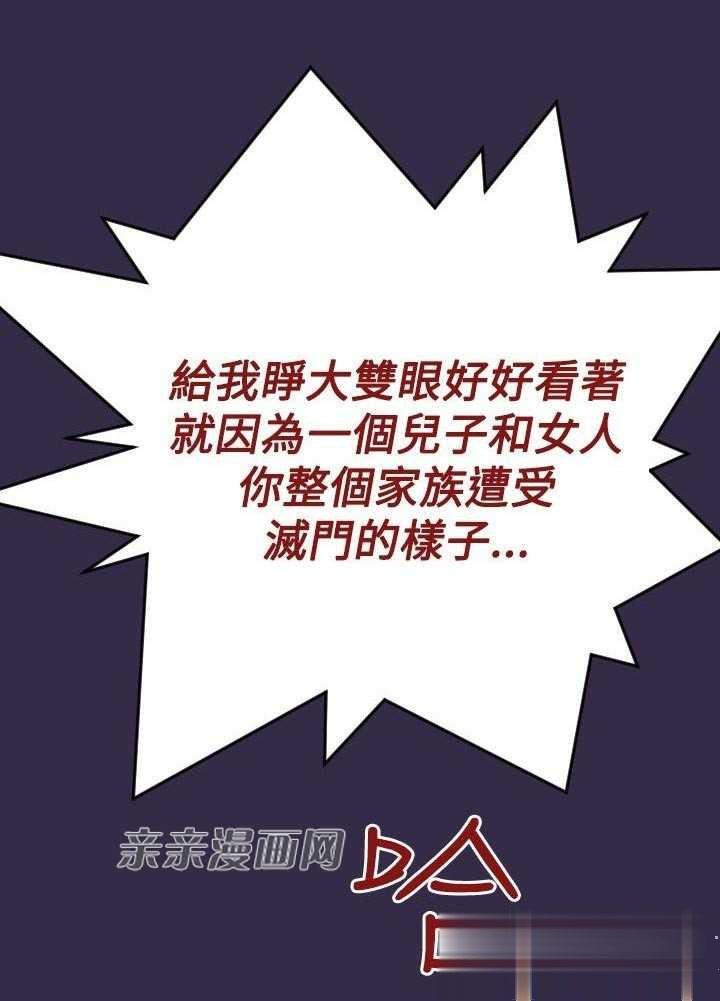 給我睜大雙眼好好看著
就因為一個兒子和女人
你整個家族遭受
滅門的樣子...
亲亲漫画网
哈